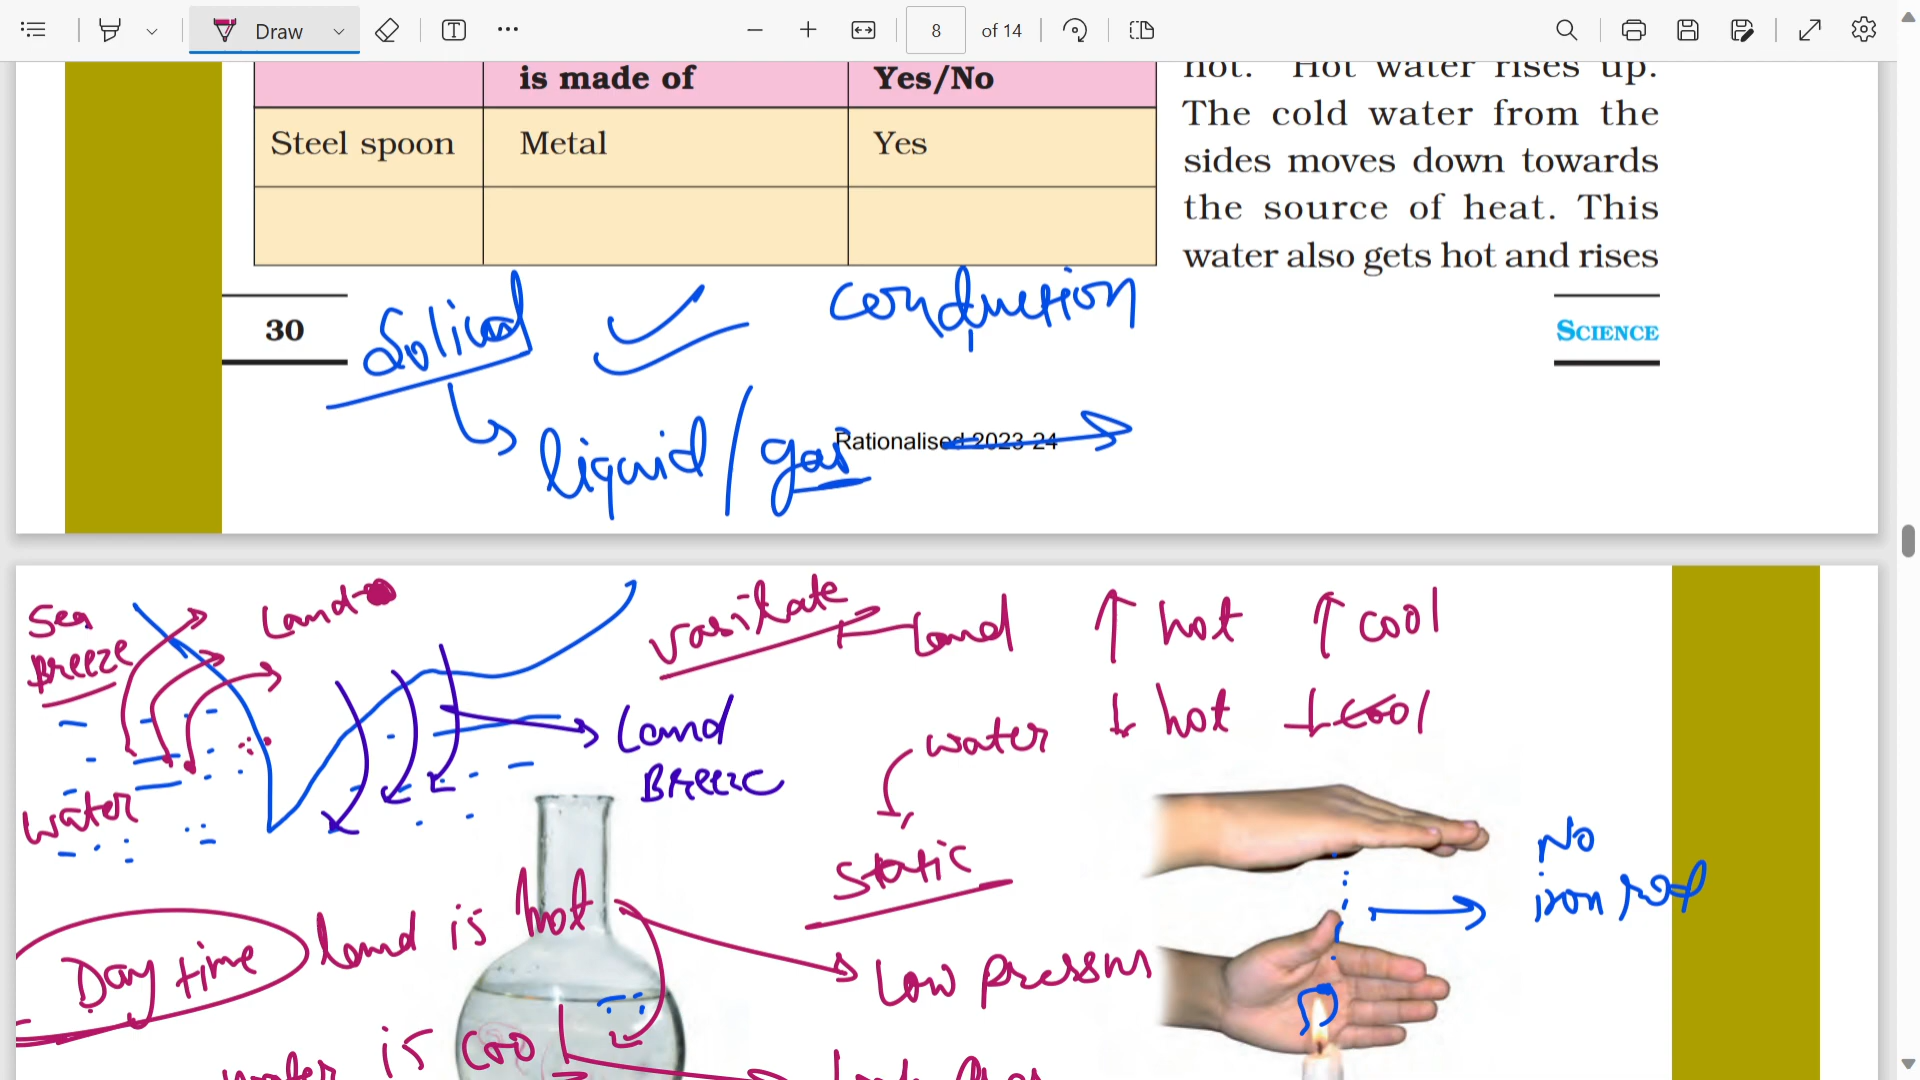 Draw
8
of 14
is made of
Yes/No
Steel spoon
Metal
Yes
not. Hot water rises up.
The cold water from the
sides moves down towards
the source of heat. This
water also gets hot and rises
30
SCIENCE
conduction
liquid / gas
Rationalised 2023-24
Sea
Breeze
Land
Land
↑ hot
↑ cool
water
↓ hot
↓ cool
Land
Breeze
water
Static
No
iron rod
Day time
land is hot
Low pressure
water is cool